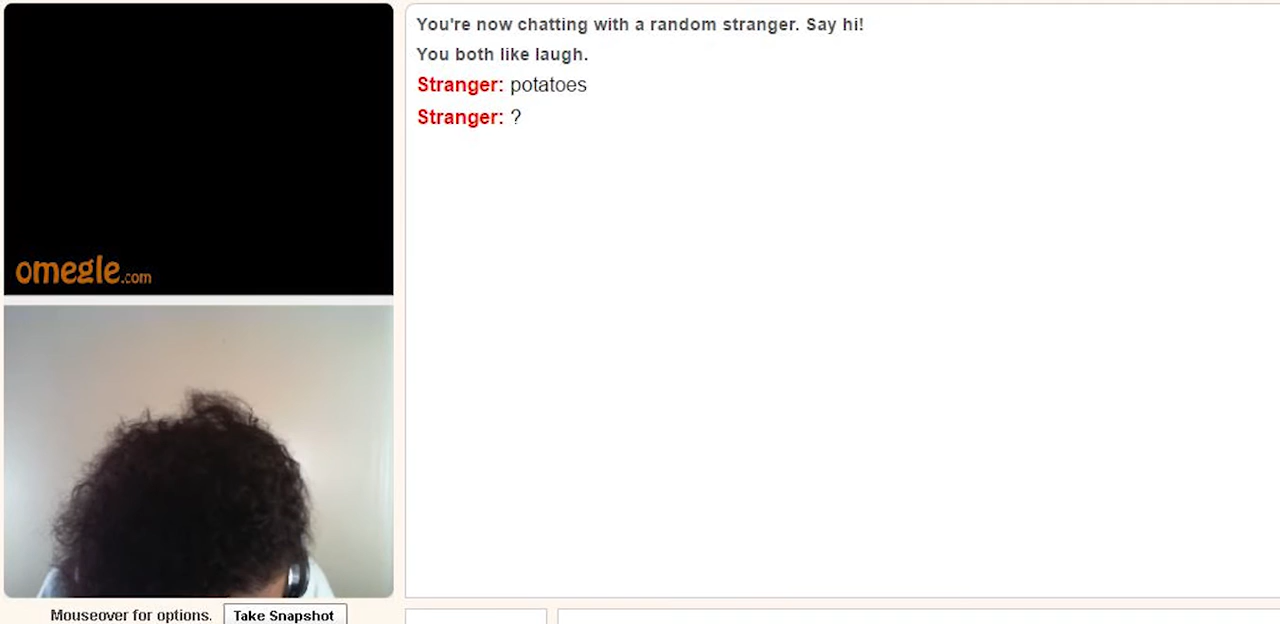 You're now chatting with a random stranger. Say hi!
You both like laugh.
Stranger: potatoes
Stranger: ?
omegle.com
Mouseover for options. Take Snapshot